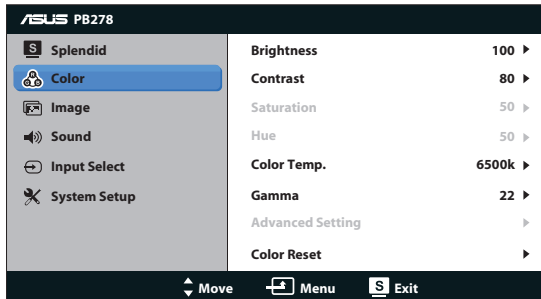 ASUS PB278
S Splendid
Color
Image
Sound
Input Select
System Setup
Brightness 100
Contrast 80
Saturation 50
Hue 50
Color Temp. 6500k
Gamma 22
Advanced Setting
Color Reset
Move Menu S Exit